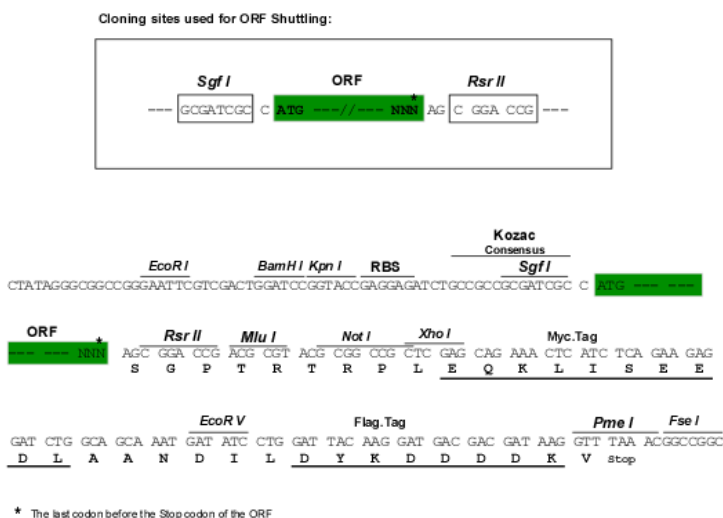 Cloning sites used for ORF Shuttling:
Sgf I ORF Rsr II
--- GCGATCGC C ATG ---//--- NNN* AG C GGA CCG ---
Kozac
Consensus
EcoR I BamH I Kpn I RBS Sgf I
CTATAGGGCGGCCGGGAATTCGTCGACTGGATCCGGTACCGAGGAGATCTGCCGCCGCGATCGC C ATG --- ---
ORF Rsr II Mlu I Not I Xho I Myc.Tag
--- --- NNN* AGC GGA CCG ACG CGT ACG CGG CCG CTC GAG CAG AAA CTC ATC TCA GAA GAG
S G P T R T R P L E Q K L I S E E
EcoR V Flag.Tag Pme I Fse I
GAT CTG GCA GCA AAT GAT ATC CTG GAT TAC AAG GAT GAC GAC GAT AAG GTT TAA ACGGCCGGC
D L A A N D I L D Y K D D D D K V Stop
* The last codon before the Stop codon of the ORF